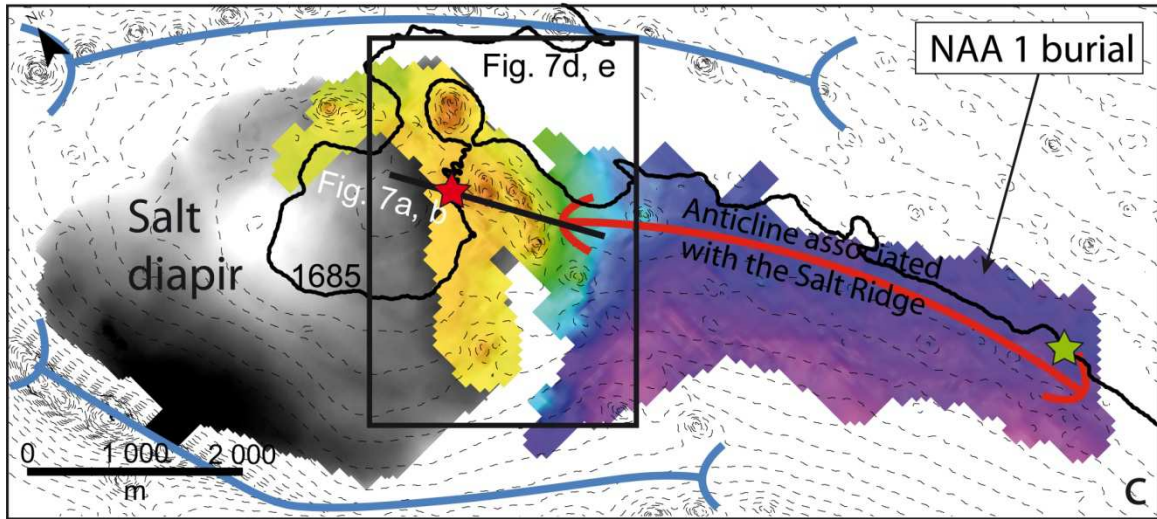 N
NAA 1 burial
Fig. 7d, e
Fig. 7a, b
Salt
diapir
1685
Anticline associated
with the Salt Ridge
0 1 000 2 000
m
C